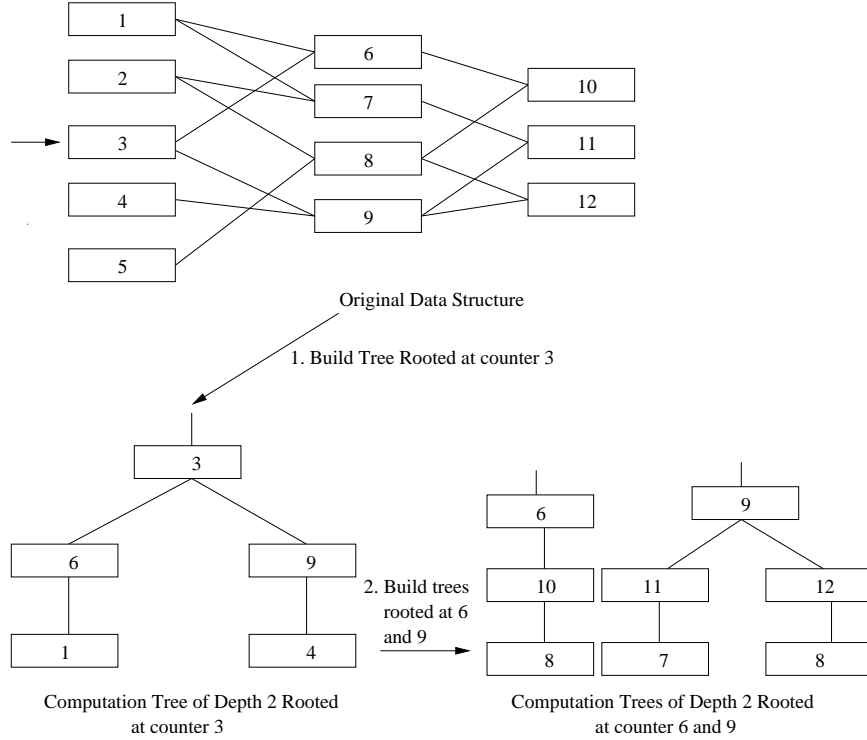 1
6
2
10
7
3
11
8
4
12
9
5
Original Data Structure
1. Build Tree Rooted at counter 3
3
6
9
6
9
10
11
12
2. Build trees
rooted at 6
and 9
1
4
8
7
8
Computation Tree of Depth 2 Rooted
at counter 3
Computation Trees of Depth 2 Rooted
at counter 6 and 9